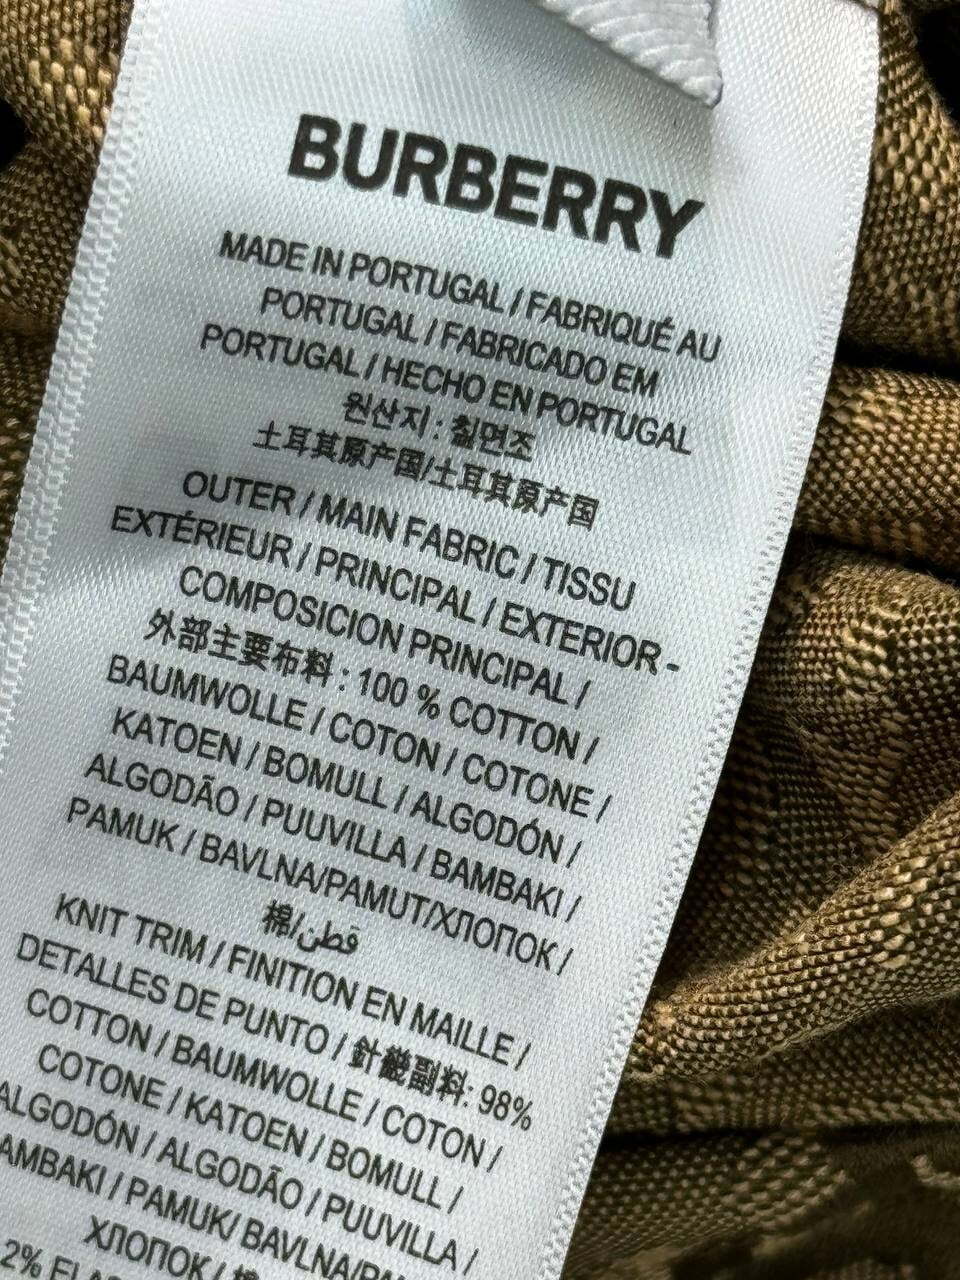 BURBERRY
MADE IN PORTUGAL / FABRIQUÉ AU
PORTUGAL / FABRICADO EM
PORTUGAL / HECHO EN PORTUGAL
원산지 : 칠면조
土耳其原产国/土耳其原产国
OUTER / MAIN FABRIC / TISSU
EXTÉRIEUR / PRINCIPAL / EXTERIOR -
COMPOSICION PRINCIPAL /
外部主要布料 : 100 % COTTON /
BAUMWOLLE / COTON / COTONE /
KATOEN / BOMULL / ALGODÓN /
ALGODÃO / PUUVILLA / BAMBAKI /
PAMUK / BAVLNA/PAMUT/ХЛОПОК /
棉/قطن
KNIT TRIM / FINITION EN MAILLE /
DETALLES DE PUNTO / 針織副料: 98%
COTTON / BAUMWOLLE / COTON /
COTONE / KATOEN / BOMULL /
ALGODÓN / ALGODÃO / PUUVILLA /
AMBAKI / PAMUK/ BAVLNA/PA
ХЛОПОК /
2% ELAS